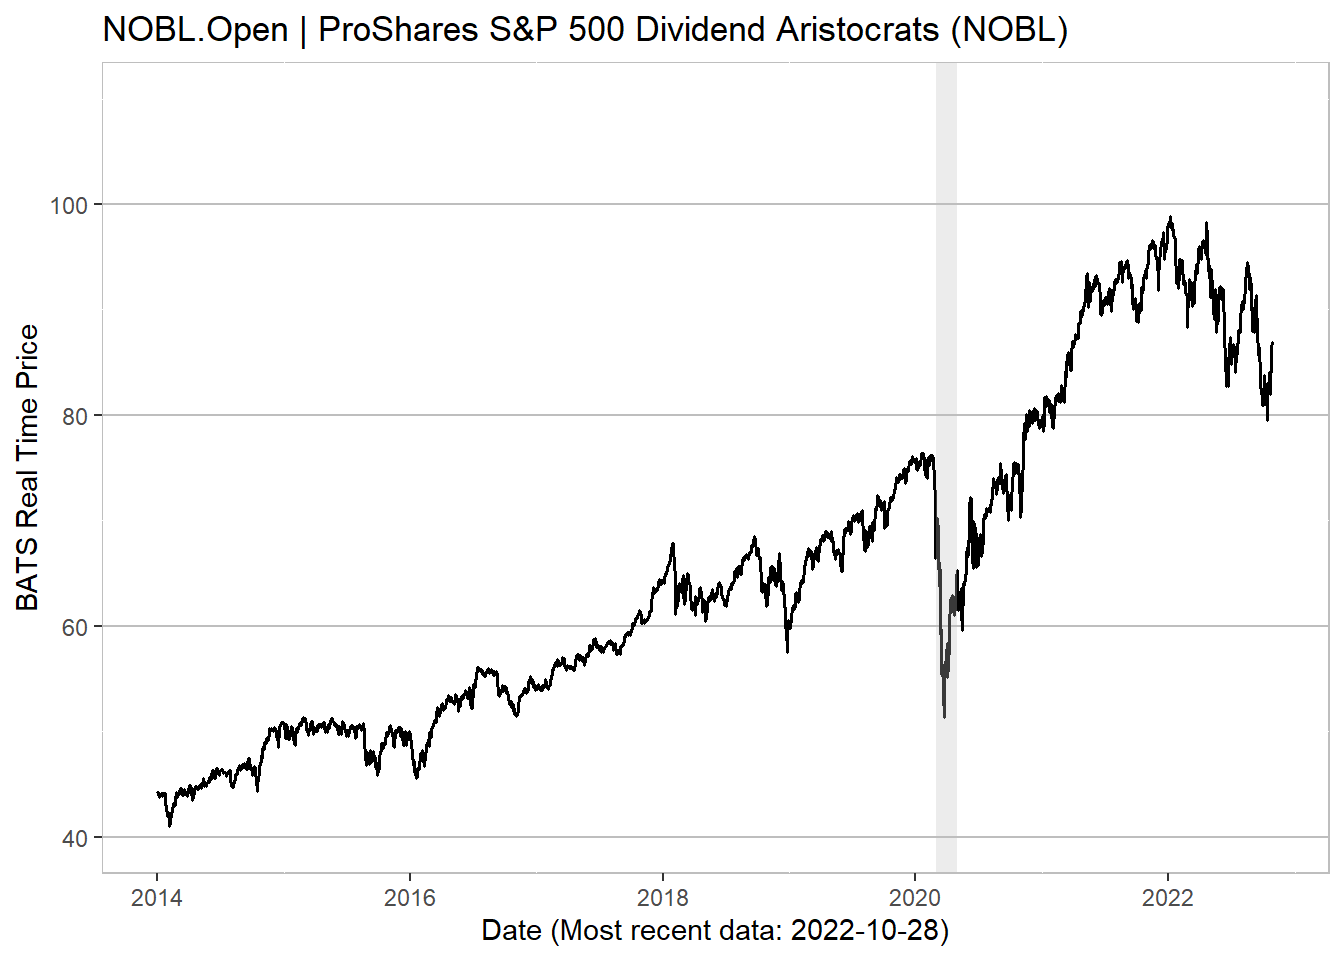 NOBL.Open | ProShares S&P 500 Dividend Aristocrats (NOBL)
BATS Real Time Price
100
80
60
40
2014 2016 2018 2020 2022
Date (Most recent data: 2022-10-28)